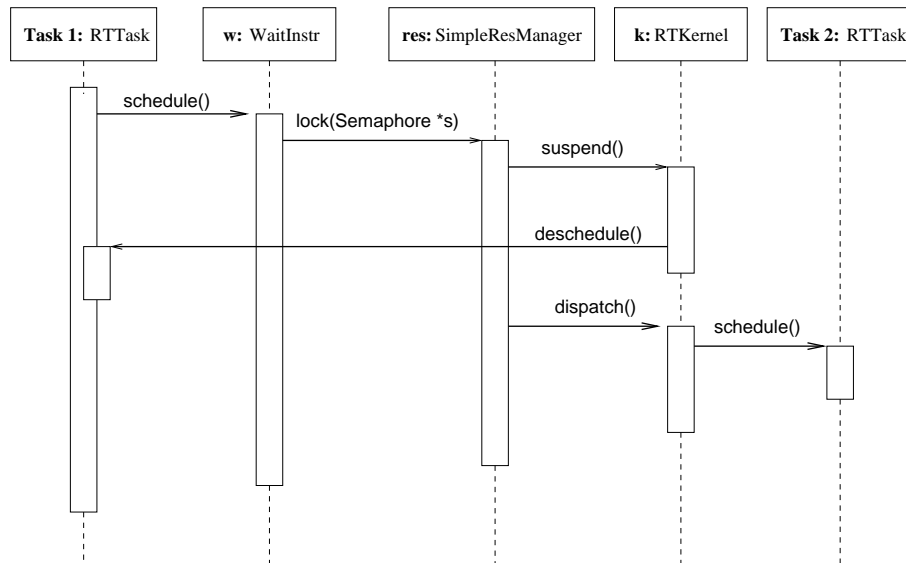 Task 1: RTTask
w: WaitInstr
res: SimpleResManager
k: RTKernel
Task 2: RTTask
schedule()
lock(Semaphore *s)
suspend()
deschedule()
dispatch()
schedule()